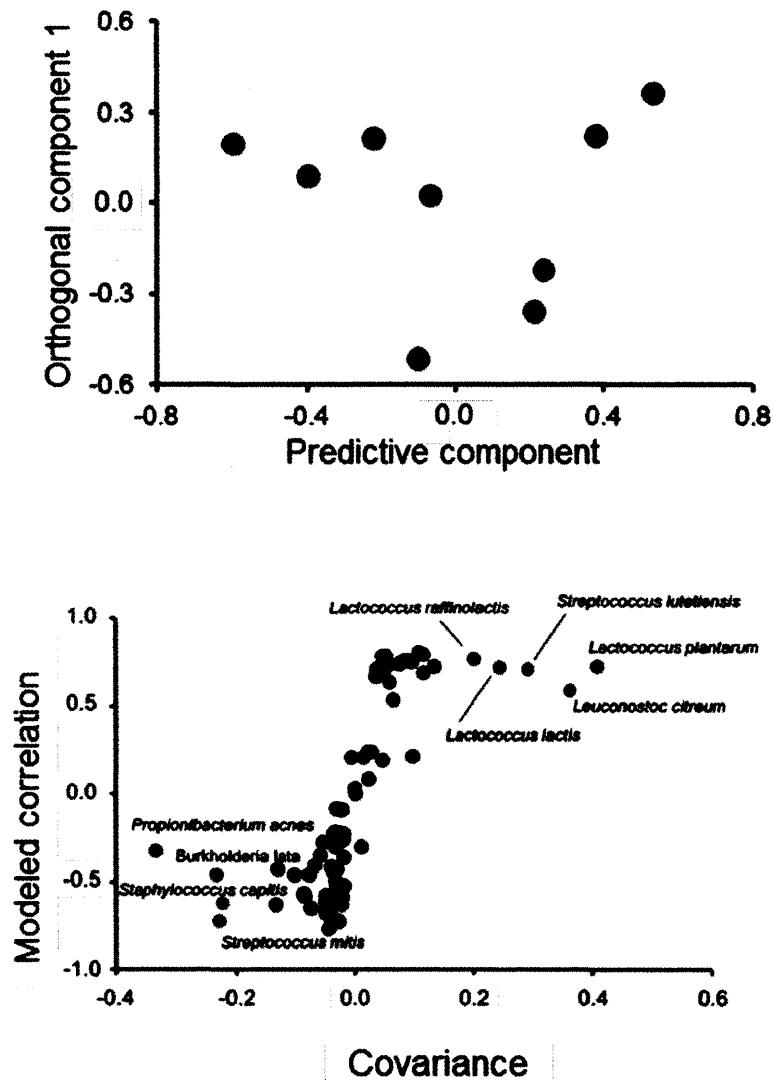 0.6
0.3
0.0
-0.3
-0.6
Orthogonal component 1
-0.8 -0.4 0.0 0.4 0.8
Predictive component
Lactococcus raffinolactis
Streptococcus lutetiensis
Lactococcus plantarum
Leuconostoc citreum
Lactococcus lactis
1.0
0.5
0.0
-0.5
-1.0
Modeled correlation
Propionibacterium acnes
Burkholderia lata
Staphylococcus capitis
Streptococcus mitis
-0.4 -0.2 0.0 0.2 0.4 0.6
Covariance